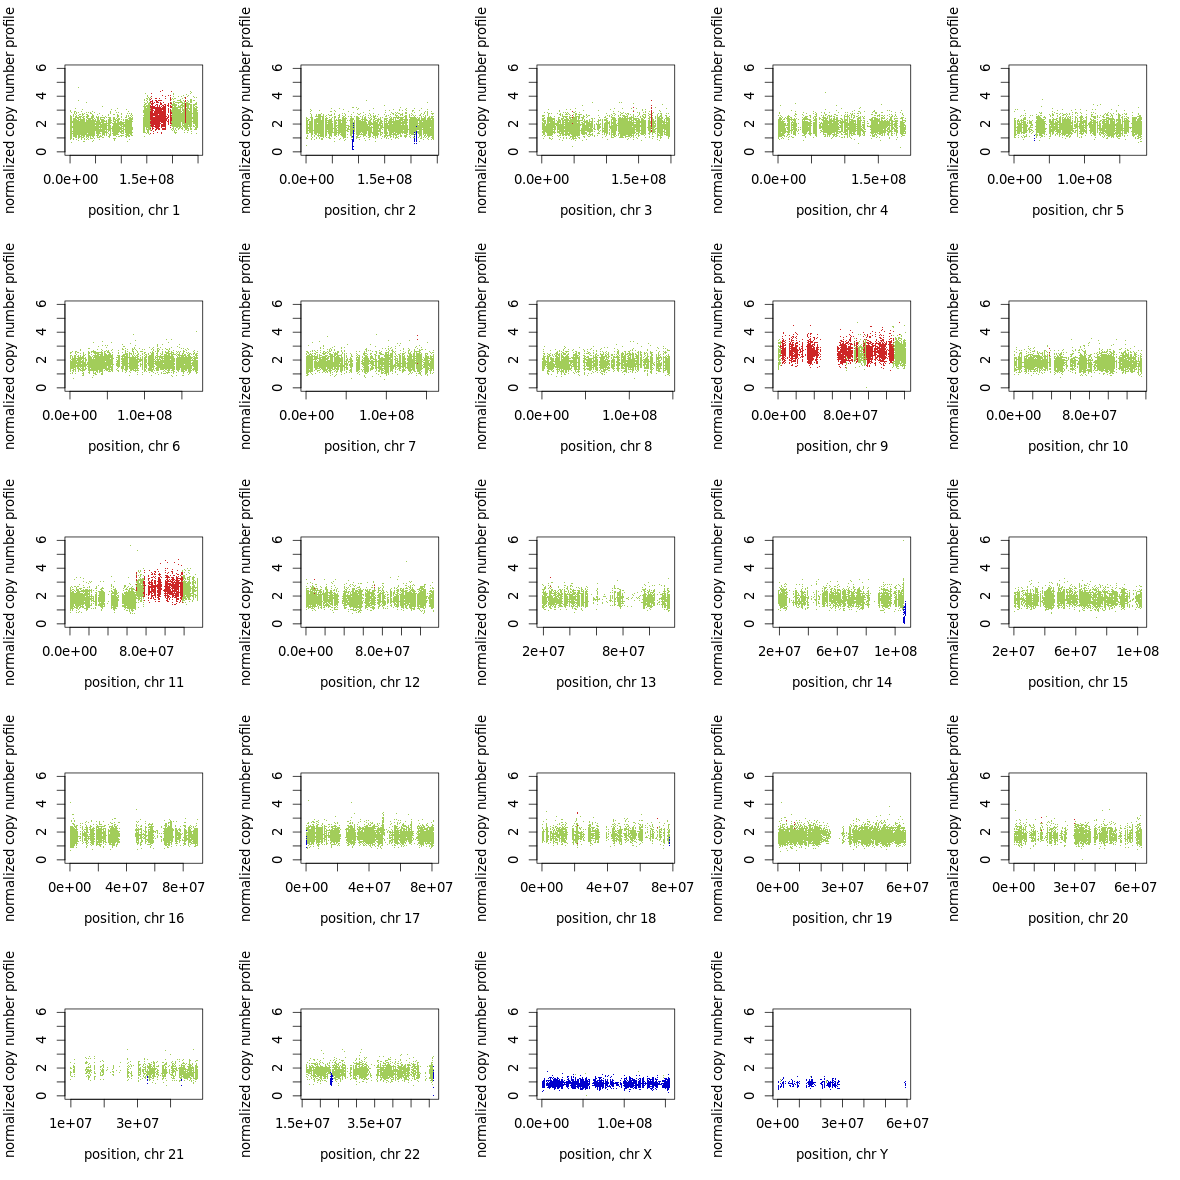 normalized copy number profile
0 2 4 6
0.0e+00 1.5e+08
position, chr 1
normalized copy number profile
0 2 4 6
0.0e+00 1.5e+08
position, chr 2
normalized copy number profile
0 2 4 6
0.0e+00 1.5e+08
position, chr 3
normalized copy number profile
0 2 4 6
0.0e+00 1.5e+08
position, chr 4
normalized copy number profile
0 2 4 6
0.0e+00 1.0e+08
position, chr 5
normalized copy number profile
0 2 4 6
0.0e+00 1.0e+08
position, chr 6
normalized copy number profile
0 2 4 6
0.0e+00 1.0e+08
position, chr 7
normalized copy number profile
0 2 4 6
0.0e+00 1.0e+08
position, chr 8
normalized copy number profile
0 2 4 6
0.0e+00 8.0e+07
position, chr 9
normalized copy number profile
0 2 4 6
0.0e+00 8.0e+07
position, chr 10
normalized copy number profile
0 2 4 6
0.0e+00 8.0e+07
position, chr 11
normalized copy number profile
0 2 4 6
0.0e+00 8.0e+07
position, chr 12
normalized copy number profile
0 2 4 6
2e+07 8e+07
position, chr 13
normalized copy number profile
0 2 4 6
2e+07 6e+07 1e+08
position, chr 14
normalized copy number profile
0 2 4 6
2e+07 6e+07 1e+08
position, chr 15
normalized copy number profile
0 2 4 6
0e+00 4e+07 8e+07
position, chr 16
normalized copy number profile
0 2 4 6
0e+00 4e+07 8e+07
position, chr 17
normalized copy number profile
0 2 4 6
0e+00 4e+07 8e+07
position, chr 18
normalized copy number profile
0 2 4 6
0e+00 3e+07 6e+07
position, chr 19
normalized copy number profile
0 2 4 6
0e+00 3e+07 6e+07
position, chr 20
normalized copy number profile
0 2 4 6
1e+07 3e+07
position, chr 21
normalized copy number profile
0 2 4 6
1.5e+07 3.5e+07
position, chr 22
normalized copy number profile
0 2 4 6
0.0e+00 1.0e+08
position, chr X
normalized copy number profile
0 2 4 6
0e+00 3e+07 6e+07
position, chr Y